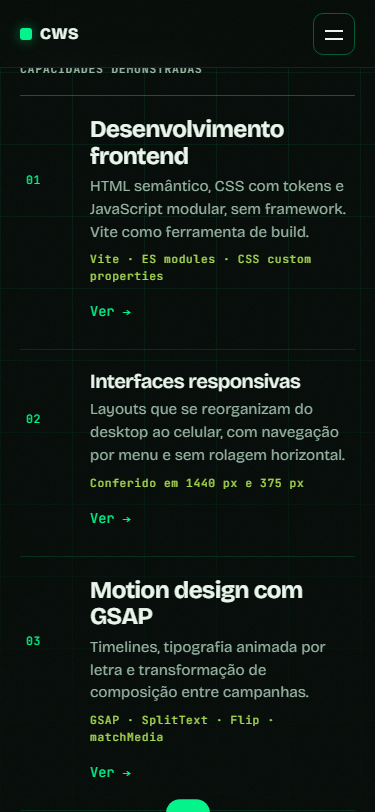 CWS
CAPACIDADES DEMONSTRADAS
01
Desenvolvimento
frontend
HTML semântico, CSS com tokens e
JavaScript modular, sem framework.
Vite como ferramenta de build.
Vite · ES modules · CSS custom
properties
Ver →
02
Interfaces responsivas
Layouts que se reorganizam do
desktop ao celular, com navegação
por menu e sem rolagem horizontal.
Conferido em 1440 px e 375 px
Ver →
03
Motion design com
GSAP
Timelines, tipografia animada por
letra e transformação de
composição entre campanhas.
GSAP · SplitText · Flip ·
matchMedia
Ver →